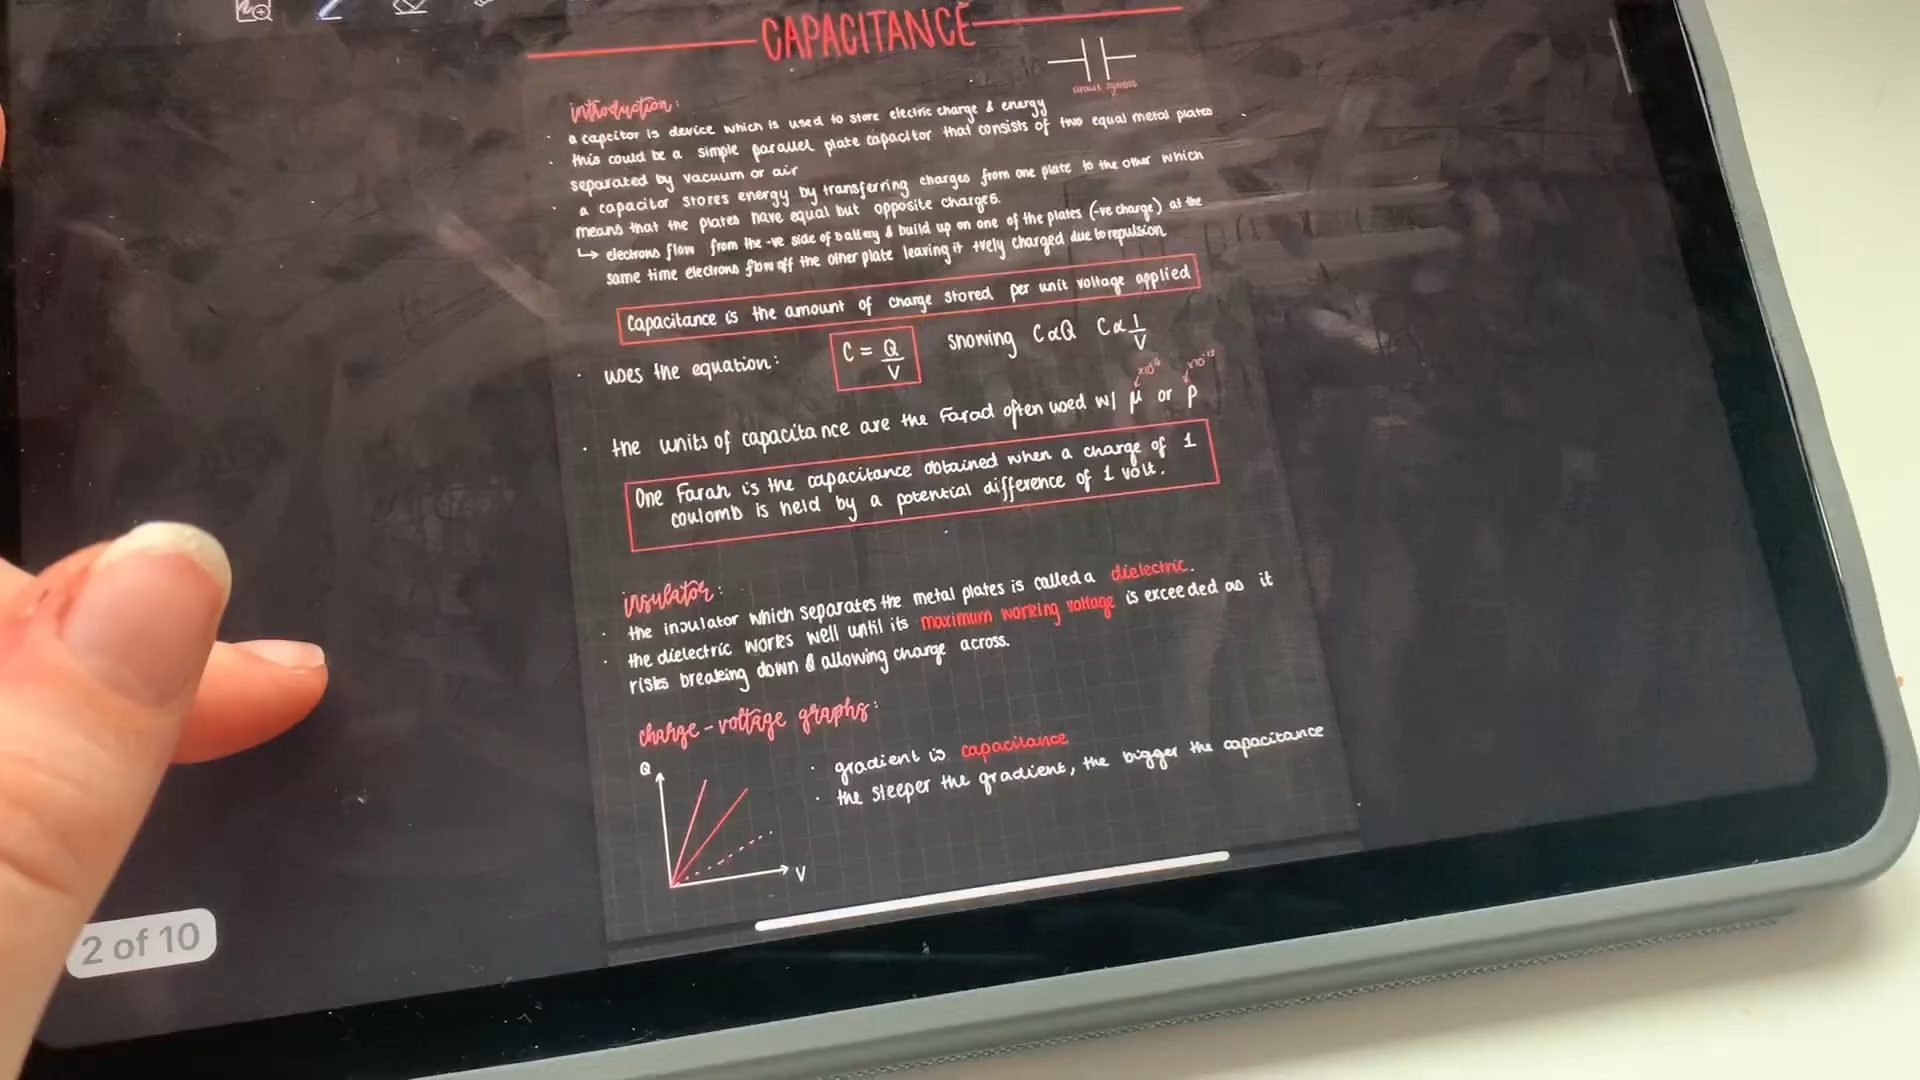 CAPACITANCE
circuit symbol
introduction:
· a capcitor is device which is used to store electric charge & energy
· this could be a simple parallel plate capacitor that consists of two equal metal plates
separated by vacuum or air
· a capacitor stores energy by transferring charges from one plate to the other which
means that the plates have equal but opposite charges.
↳ electrons flow from the -ve side of battery & build up on one of the plates (-ve charge) at the
same time electrons flow off the other plate leaving it +vely charged due to repulsion
Capacitance is the amount of charge stored per unit voltage applied
· uses the equation: C = Q/V showing C∝Q C∝ 1/V
x10⁻⁶ x10⁻¹²
· the units of capacitance are the Farad often used w/ μ or p
One Farah is the capacitance obtained when a charge of 1
coulomb is held by a potential difference of 1 volt.
insulator:
· the insulator which separates the metal plates is called a dielectric.
· the dielectric works well until its maximum working voltage is exceeded as it
risks breaking down & allowing charge across.
charge-voltage graphs:
Q
V
· gradient is capacitance
· the steeper the gradient, the bigger the capacitance
2 of 10